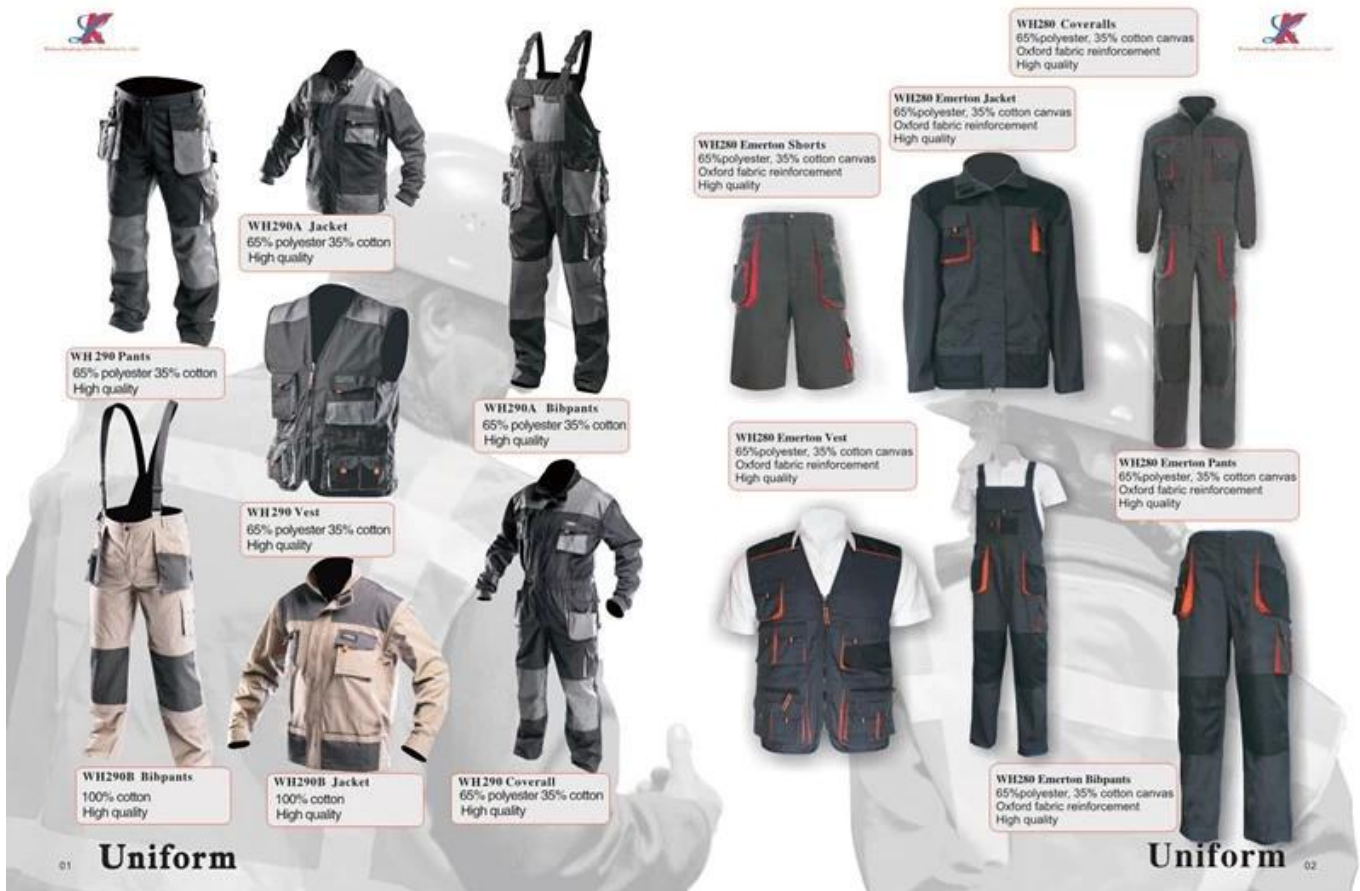 WH290A Jacket
65% polyester 35% cotton
High quality
WH 290 Pants
65% polyester 35% cotton
High quality
WH290A Bibpants
65% polyester 35% cotton
High quality
WH 290 Vest
65% polyester 35% cotton
High quality
WH290B Bibpants
100% cotton
High quality
WH290B Jacket
100% cotton
High quality
WH 290 Coverall
65% polyester 35% cotton
High quality
01 Uniform
WH280 Coveralls
65%polyester, 35% cotton canvas
Oxford fabric reinforcement
High quality
WH280 Emerton Jacket
65%polyester, 35% cotton canvas
Oxford fabric reinforcement
High quality
WH280 Emerton Shorts
65%polyester, 35% cotton canvas
Oxford fabric reinforcement
High quality
WH280 Emerton Vest
65%polyester, 35% cotton canvas
Oxford fabric reinforcement
High quality
WH280 Emerton Pants
65%polyester, 35% cotton canvas
Oxford fabric reinforcement
High quality
WH280 Emerton Bibpants
65%polyester, 35% cotton canvas
Oxford fabric reinforcement
High quality
Uniform 02